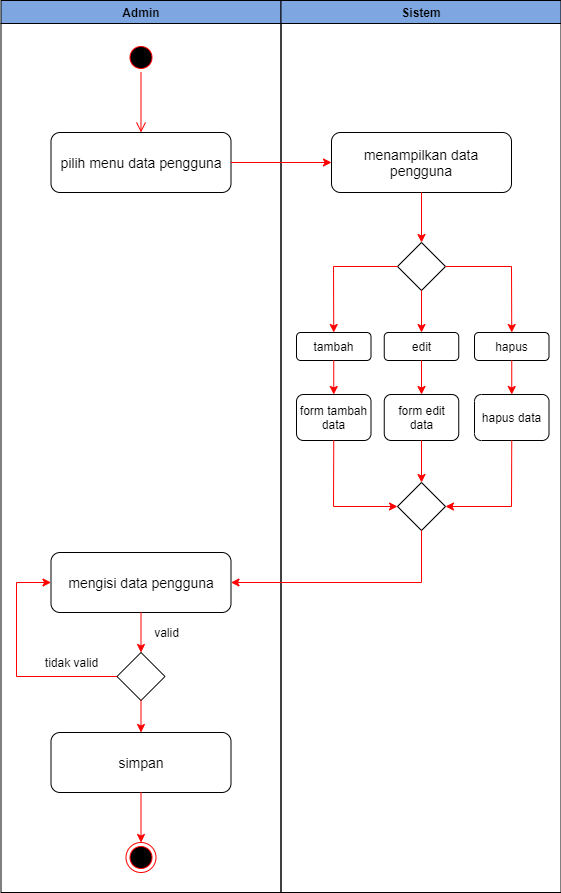 Admin
Sistem
pilih menu data pengguna
menampilkan data
pengguna
tambah
edit
hapus
form tambah
data
form edit
data
hapus data
mengisi data pengguna
valid
tidak valid
simpan